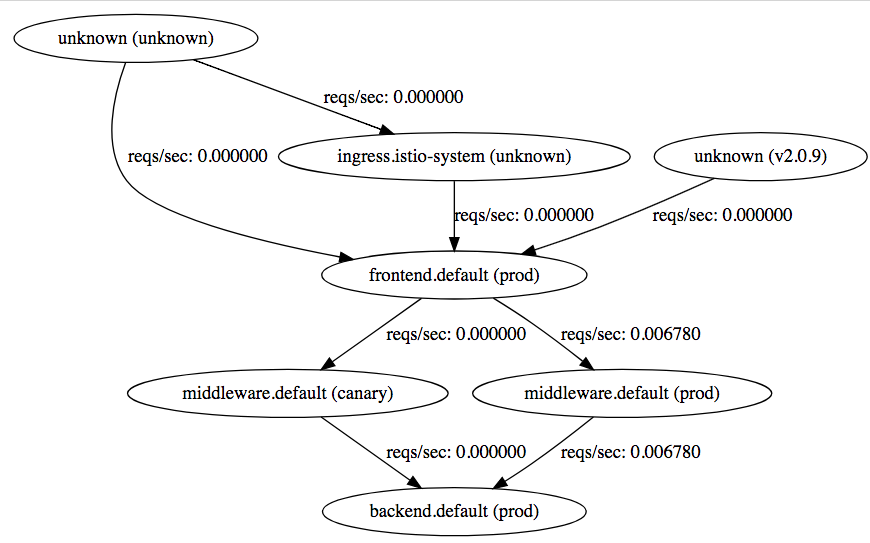 unknown (unknown)
reqs/sec: 0.000000
reqs/sec: 0.000000
ingress.istio-system (unknown)
unknown (v2.0.9)
reqs/sec: 0.000000
reqs/sec: 0.000000
frontend.default (prod)
reqs/sec: 0.000000
reqs/sec: 0.006780
middleware.default (canary)
middleware.default (prod)
reqs/sec: 0.000000
reqs/sec: 0.006780
backend.default (prod)